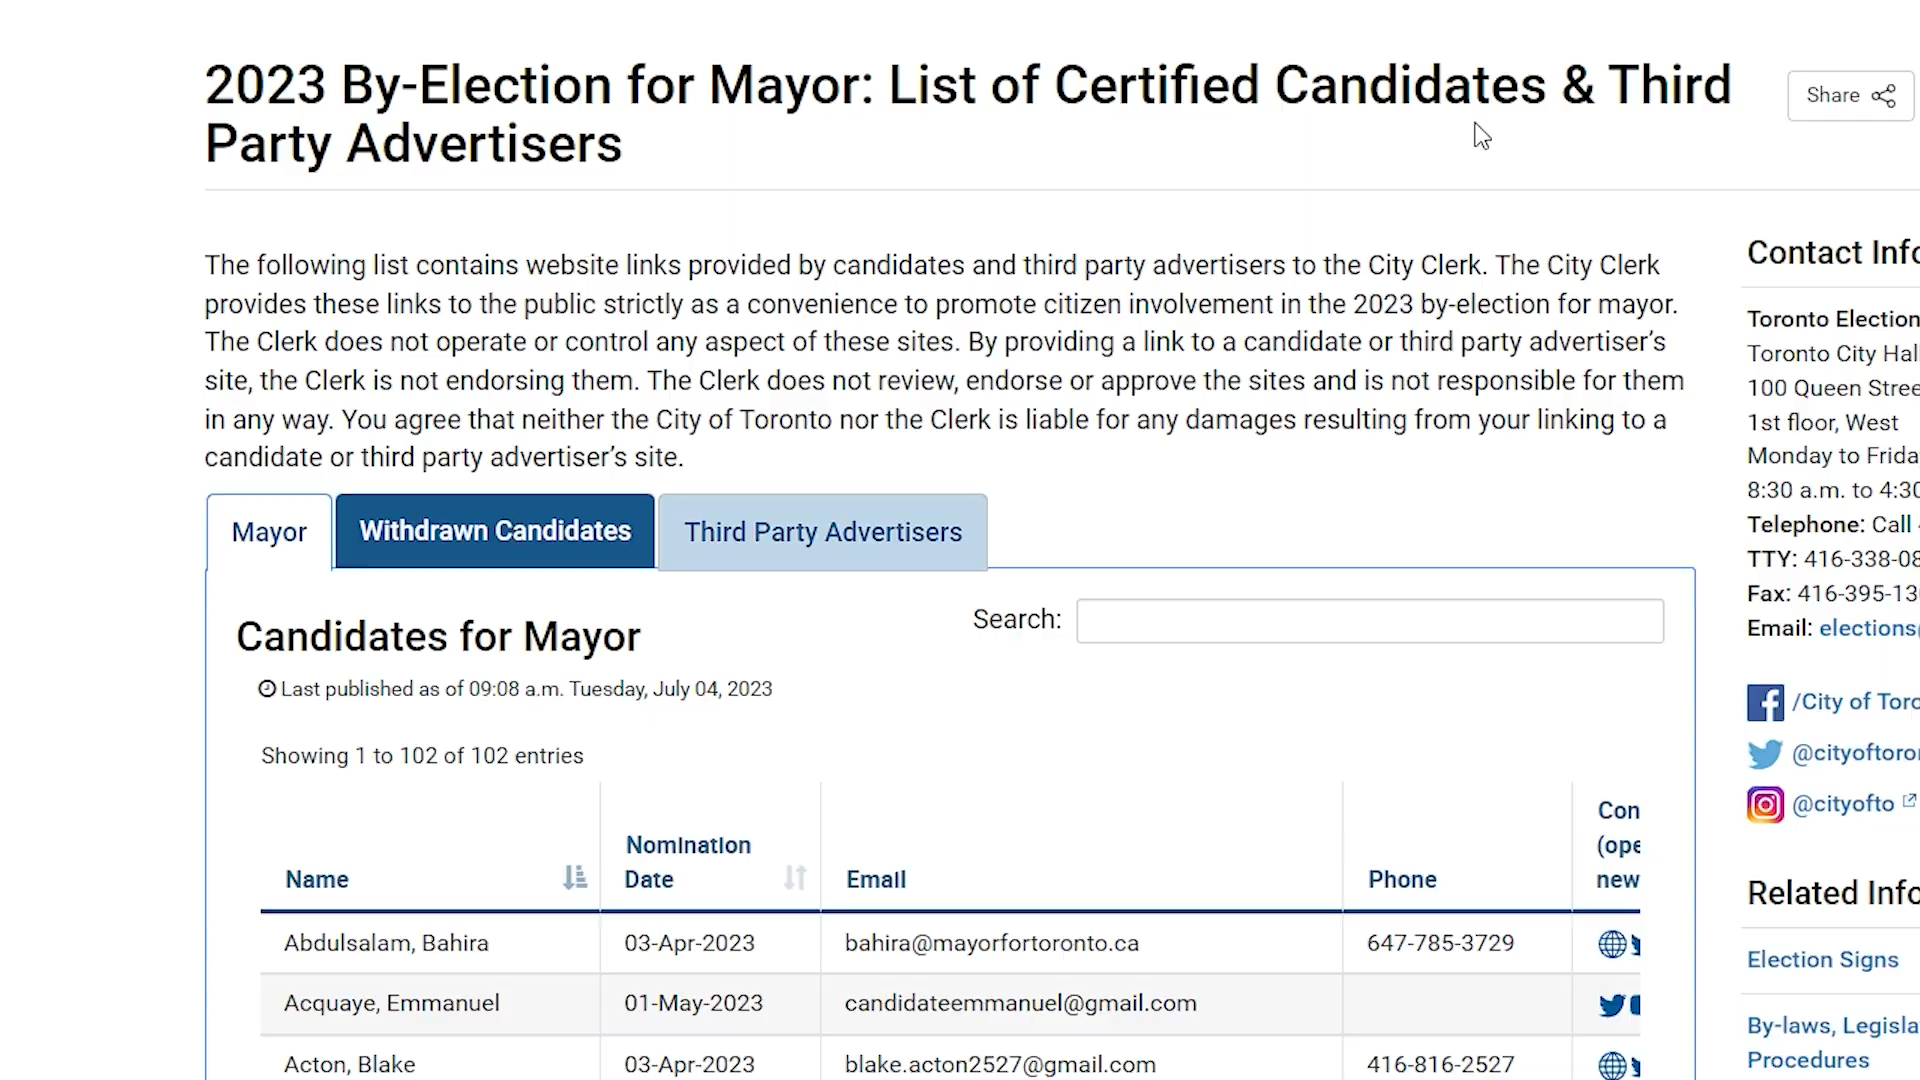 2023 By-Election for Mayor: List of Certified Candidates & Third
Party Advertisers
Share
The following list contains website links provided by candidates and third party advertisers to the City Clerk. The City Clerk
provides these links to the public strictly as a convenience to promote citizen involvement in the 2023 by-election for mayor.
The Clerk does not operate or control any aspect of these sites. By providing a link to a candidate or third party advertiser’s
site, the Clerk is not endorsing them. The Clerk does not review, endorse or approve the sites and is not responsible for them
in any way. You agree that neither the City of Toronto nor the Clerk is liable for any damages resulting from your linking to a
candidate or third party advertiser’s site.
Mayor
Withdrawn Candidates
Third Party Advertisers
Candidates for Mayor
Search:
Last published as of 09:08 a.m. Tuesday, July 04, 2023
Showing 1 to 102 of 102 entries
Name
Nomination
Date
Email
Phone
Con
(ope
new
Abdulsalam, Bahira 03-Apr-2023 bahira@mayorfortoronto.ca 647-785-3729
Acquaye, Emmanuel 01-May-2023 candidateemmanuel@gmail.com
Acton, Blake 03-Apr-2023 blake.acton2527@gmail.com 416-816-2527
Contact Info
Toronto Election
Toronto City Hall
100 Queen Stree
1st floor, West
Monday to Frida
8:30 a.m. to 4:30
Telephone: Call
TTY: 416-338-08
Fax: 416-395-13
Email: elections@
/City of Toro
@cityoftoron
@cityofto
Related Info
Election Signs
By-laws, Legisla
Procedures